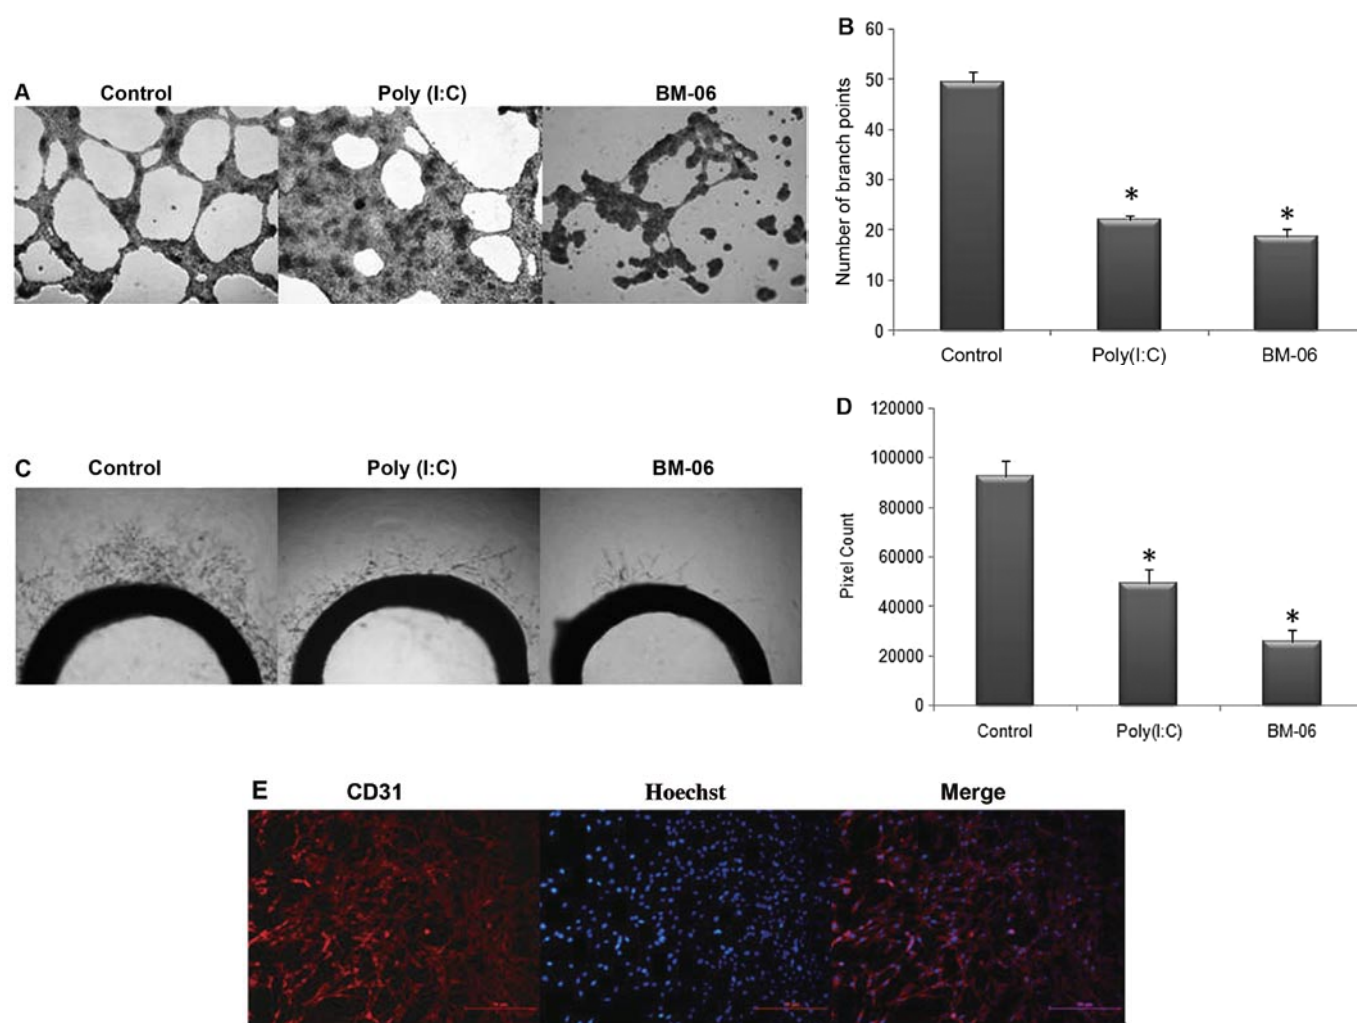 A
Control
Poly (I:C)
BM-06
B
Number of branch points
60
50
40
30
20
10
0
*
*
Control
Poly(I:C)
BM-06
C
Control
Poly (I:C)
BM-06
D
Pixel Count
120000
100000
80000
60000
40000
20000
0
*
*
Control
Poly(I:C)
BM-06
E
CD31
Hoechst
Merge